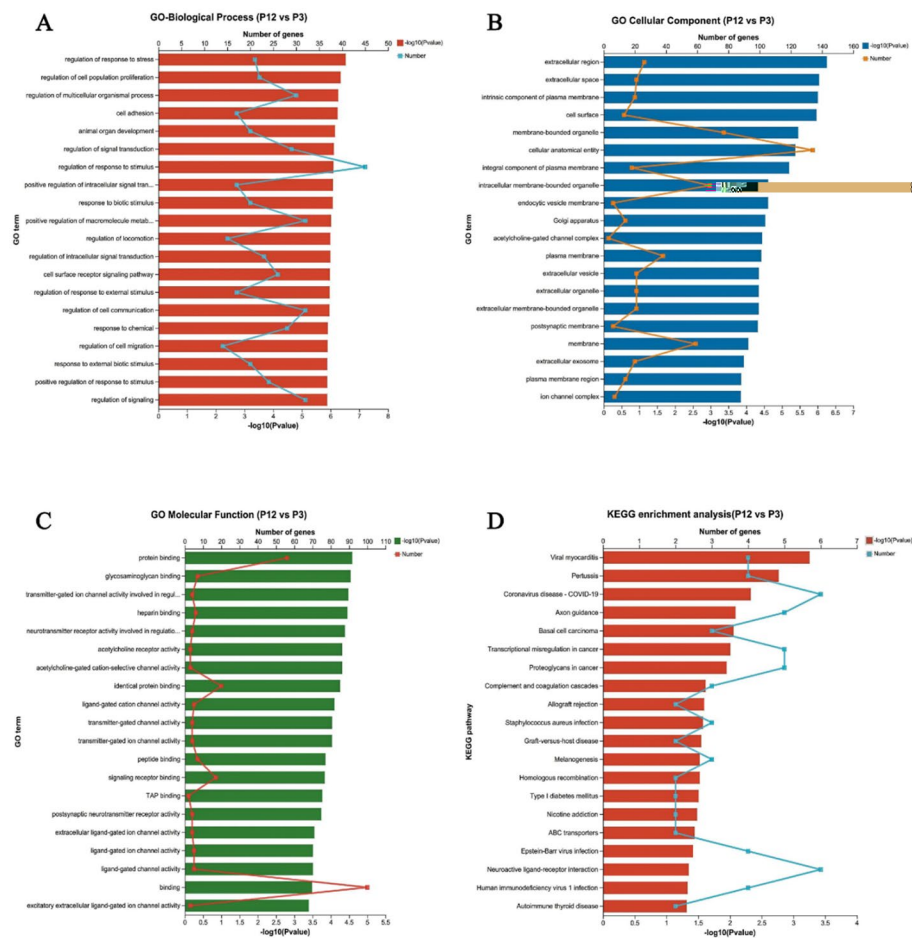 A
GO-Biological Process (P12 vs P3)
Number of genes
0 5 10 15 20 25 30 35 40 45 50
-log10(Pvalue)
Number
regulation of response to stress
regulation of cell population proliferation
regulation of multicellular organismal process
cell adhesion
animal organ development
regulation of signal transduction
regulation of response to stimulus
positive regulation of intracellular signal tran...
response to biotic stimulus
positive regulation of macromolecule metab...
regulation of locomotion
regulation of intracellular signal transduction
cell surface receptor signaling pathway
regulation of response to external stimulus
regulation of cell communication
response to chemical
regulation of cell migration
response to external biotic stimulus
positive regulation of response to stimulus
regulation of signaling
GO term
0 1 2 3 4 5 6 7 8
-log10(Pvalue)
B
GO Cellular Component (P12 vs P3)
Number of genes
0 20 40 60 80 100 120 140 160
-log10(Pvalue)
Number
extracellular region
extracellular space
intrinsic component of plasma membrane
cell surface
membrane-bounded organelle
cellular anatomical entity
integral component of plasma membrane
intracellular membrane-bounded organelle
endocytic vesicle membrane
Golgi apparatus
acetylcholine-gated channel complex
plasma membrane
extracellular vesicle
extracellular organelle
extracellular membrane-bounded organelle
postsynaptic membrane
membrane
extracellular exosome
plasma membrane region
ion channel complex
GO term
0 0.5 1 1.5 2 2.5 3 3.5 4 4.5 5 5.5 6 6.5 7
-log10(Pvalue)
C
GO Molecular Function (P12 vs P3)
Number of genes
0 10 20 30 40 50 60 70 80 90 100 110
-log10(Pvalue)
Number
protein binding
glycosaminoglycan binding
transmitter-gated ion channel activity involved in regul...
heparin binding
neurotransmitter receptor activity involved in regulatio...
acetylcholine receptor activity
acetylcholine-gated cation-selective channel activity
identical protein binding
ligand-gated cation channel activity
transmitter-gated channel activity
transmitter-gated ion channel activity
peptide binding
signaling receptor binding
TAP binding
postsynaptic neurotransmitter receptor activity
extracellular ligand-gated ion channel activity
ligand-gated ion channel activity
ligand-gated channel activity
binding
excitatory extracellular ligand-gated ion channel activity
GO term
0 0.5 1 1.5 2 2.5 3 3.5 4 4.5 5 5.5
-log10(Pvalue)
D
KEGG enrichment analysis(P12 vs P3)
Number of genes
0 1 2 3 4 5 6 7
-log10(Pvalue)
Number
Viral myocarditis
Pertussis
Coronavirus disease - COVID-19
Axon guidance
Basal cell carcinoma
Transcriptional misregulation in cancer
Proteoglycans in cancer
Complement and coagulation cascades
Allograft rejection
Staphylococcus aureus infection
Graft-versus-host disease
Melanogenesis
Homologous recombination
Type I diabetes mellitus
Nicotine addiction
ABC transporters
Epstein-Barr virus infection
Neuroactive ligand-receptor interaction
Human immunodeficiency virus 1 infection
Autoimmune thyroid disease
KEGG pathway
0 0.5 1 1.5 2 2.5 3 3.5 4
-log10(Pvalue)